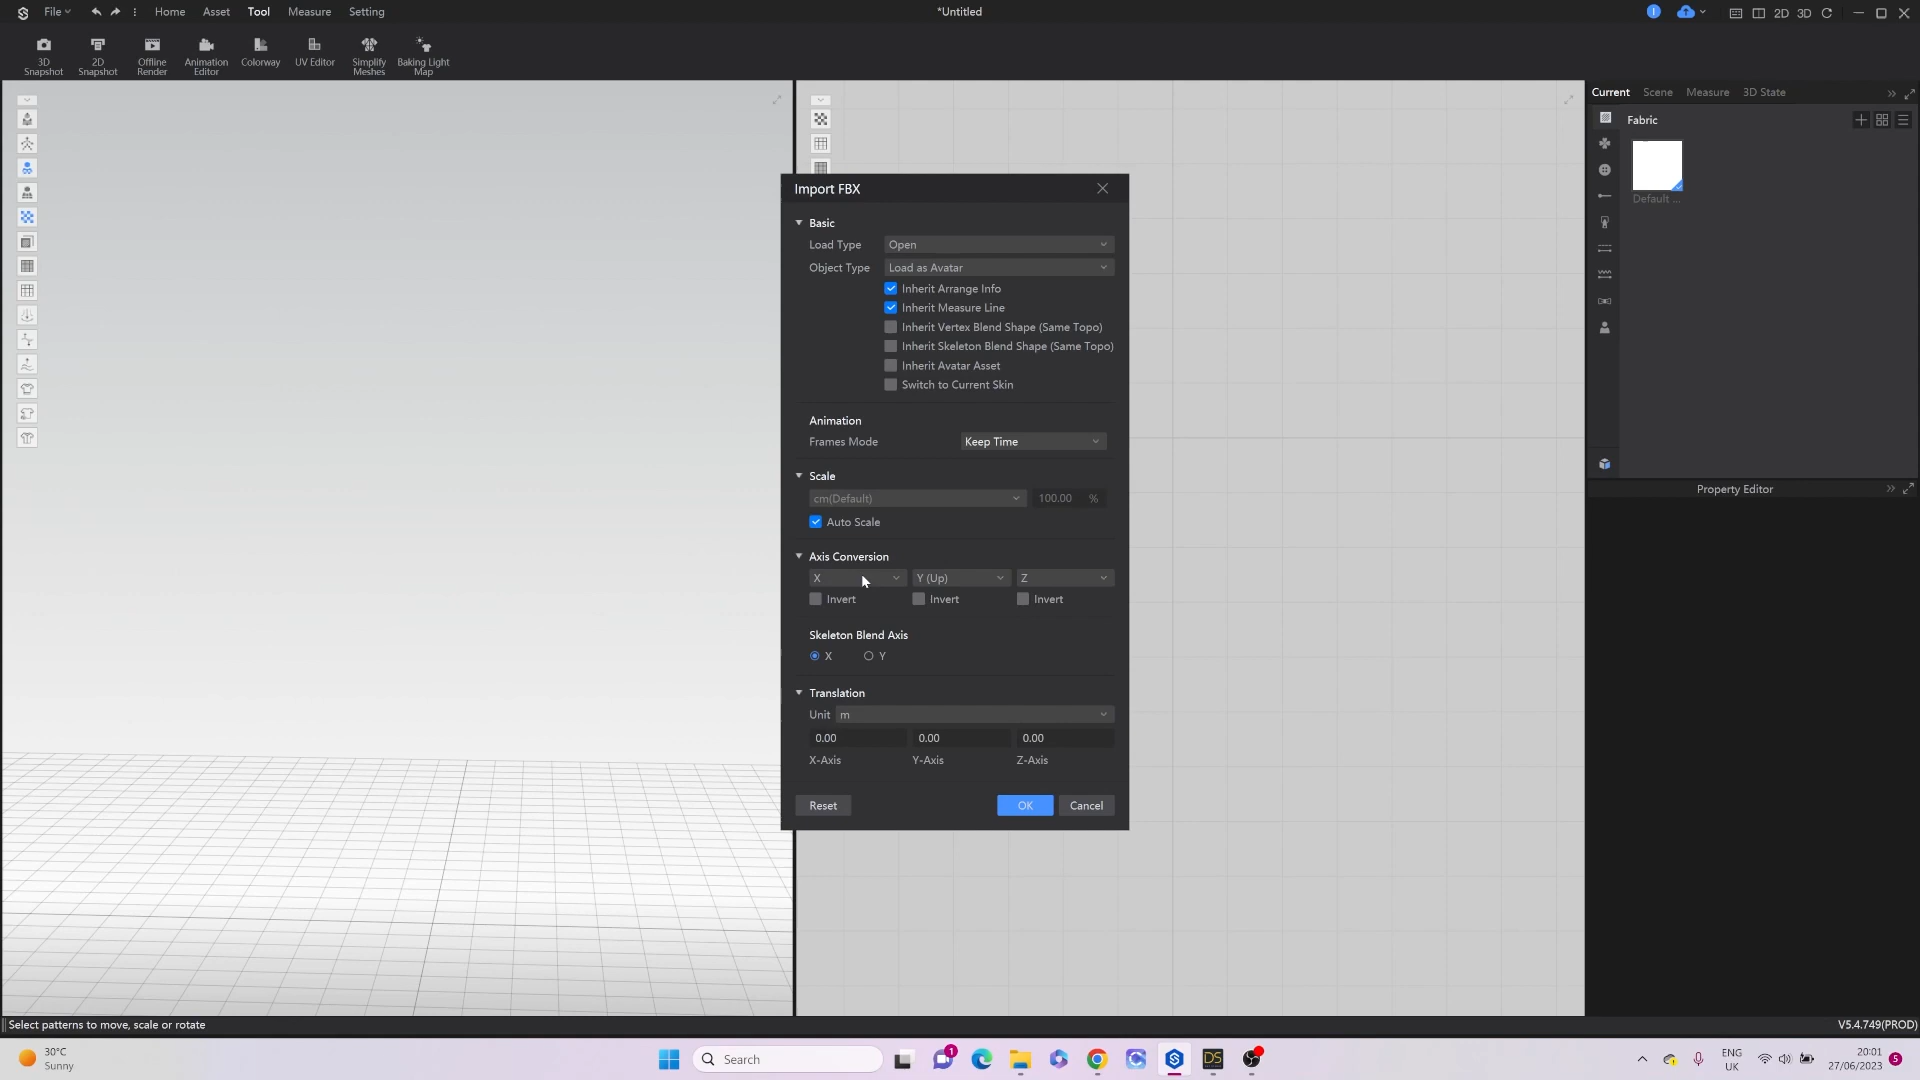 File
Home
Asset
Tool
Measure
Setting
*Untitled
2D
3D
3D
Snapshot
2D
Snapshot
Offline
Render
Animation
Editor
Colorway
UV Editor
Simplify
Meshes
Baking Light
Map
Current
Scene
Measure
3D State
Fabric
Default ...
Property Editor
Import FBX
Basic
Load Type
Open
Object Type
Load as Avatar
Inherit Arrange Info
Inherit Measure Line
Inherit Vertex Blend Shape (Same Topo)
Inherit Skeleton Blend Shape (Same Topo)
Inherit Avatar Asset
Switch to Current Skin
Animation
Frames Mode
Keep Time
Scale
cm(Default)
100.00 %
Auto Scale
Axis Conversion
X
Y (Up)
Z
Invert
Invert
Invert
Skeleton Blend Axis
X
Y
Translation
Unit
m
0.00
0.00
0.00
X-Axis
Y-Axis
Z-Axis
Reset
OK
Cancel
Select patterns to move, scale or rotate
V5.4.749(PROD)
30°C
Sunny
Search
1
DS
ENG
UK
20:01
27/06/2023
5